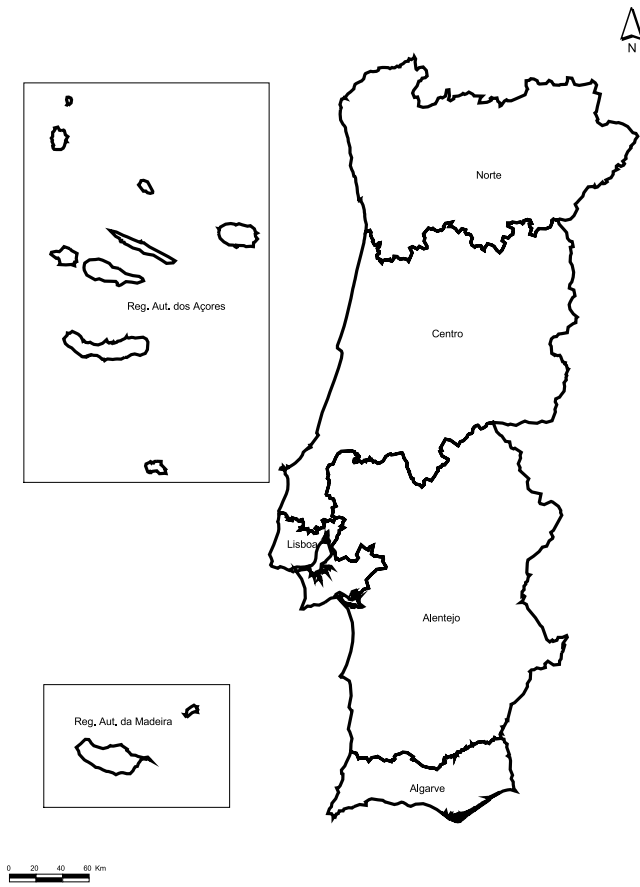 N
Norte
Reg. Aut. dos Açores
Centro
Lisboa
Alentejo
Reg. Aut. da Madeira
Algarve
0 20 40 60 Km